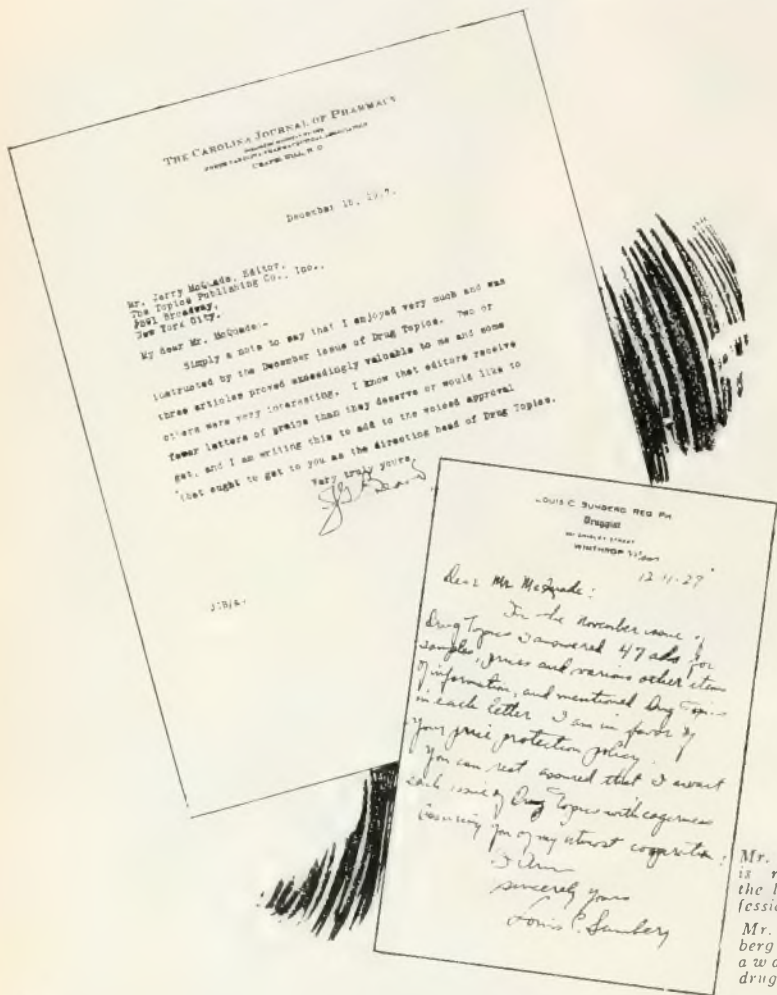 THE CAROLINA JOURNAL OF PHARMACY
CHAPEL HILL, N. C.
December 15, 1927.
Mr. Jerry McQuade, Editor,
The Topics Publishing Co., Inc.,
Broadway,
New York City.
My dear Mr. McQuade:-
Simply a note to say that I enjoyed very much and was
instructed by the December issue of Drug Topics. Two or
three articles proved exceedingly valuable to me and some
others were very interesting. I know that editors receive
fewer letters of praise than they deserve or would like to
get, and I am writing this to add to the voiced approval
that ought to get to you as the directing head of Drug Topics.
Very truly yours,
J G Beard
LOUIS C. SUMBERG REG PH
Druggist
SHIRLEY STREET
WINTHROP
12-11-27
Dear Mr. McQuade:
In the November issue of
Drug Topics I answered 47 ads for
samples, prices and various other items
of information, and mentioned Drug Topics
in each letter. I am in favor of
your price protection policy.
You can rest assured that I await
each issue of Drug Topics with eagerness
Assuring you of my utmost cooperation:
I Am
sincerely yours
Louis C. Sumberg
Mr.
is
the
Mr.
berg
drug